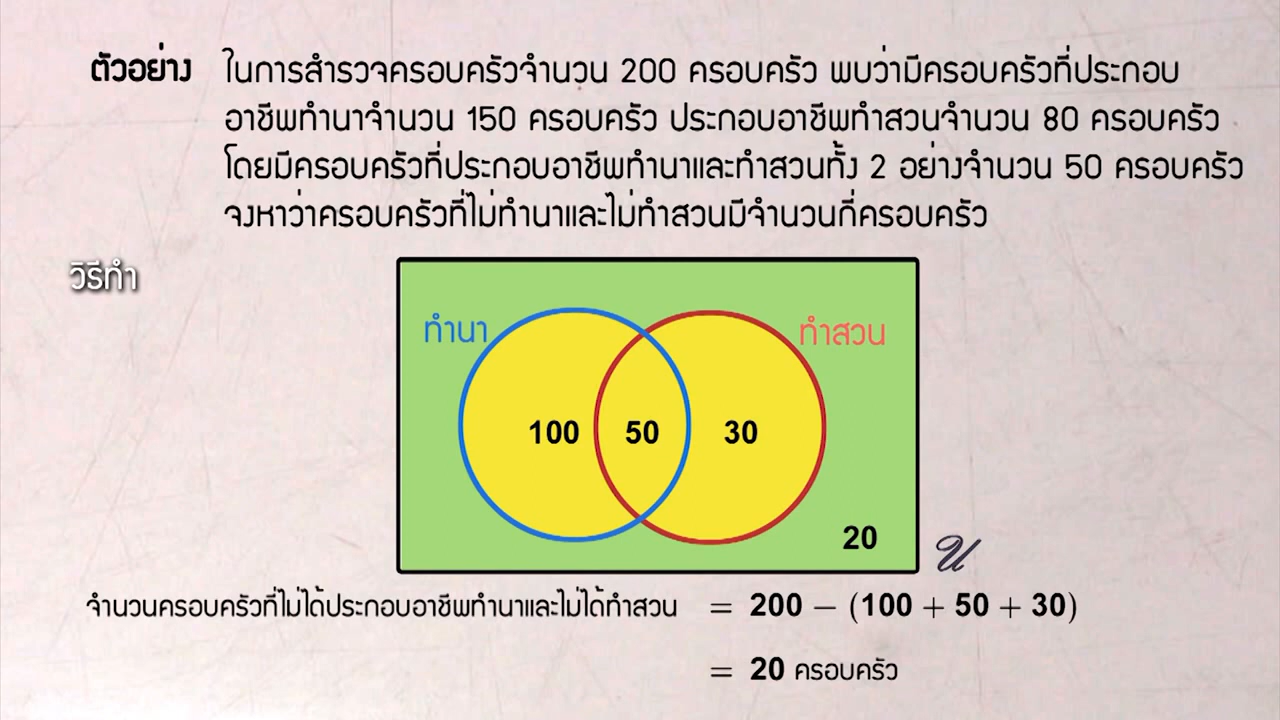 ตัวอย่าง ในการสำรวจครอบครัวจำนวน 200 ครอบครัว พบว่ามีครอบครัวที่ประกอบ
อาชีพทำนาจำนวน 150 ครอบครัว ประกอบอาชีพทำสวนจำนวน 80 ครอบครัว
โดยมีครอบครัวที่ประกอบอาชีพทำนาและทำสวนทั้ง 2 อย่างจำนวน 50 ครอบครัว
จงหาว่าครอบครัวที่ไม่ทำนาและไม่ทำสวนมีจำนวนกี่ครอบครัว
วิธีทำ
ทำนา ทำสวน
100 50 30
20 𝒰
จำนวนครอบครัวที่ไม่ได้ประกอบอาชีพทำนาและไม่ได้ทำสวน = 200 − (100 + 50 + 30)
= 20 ครอบครัว